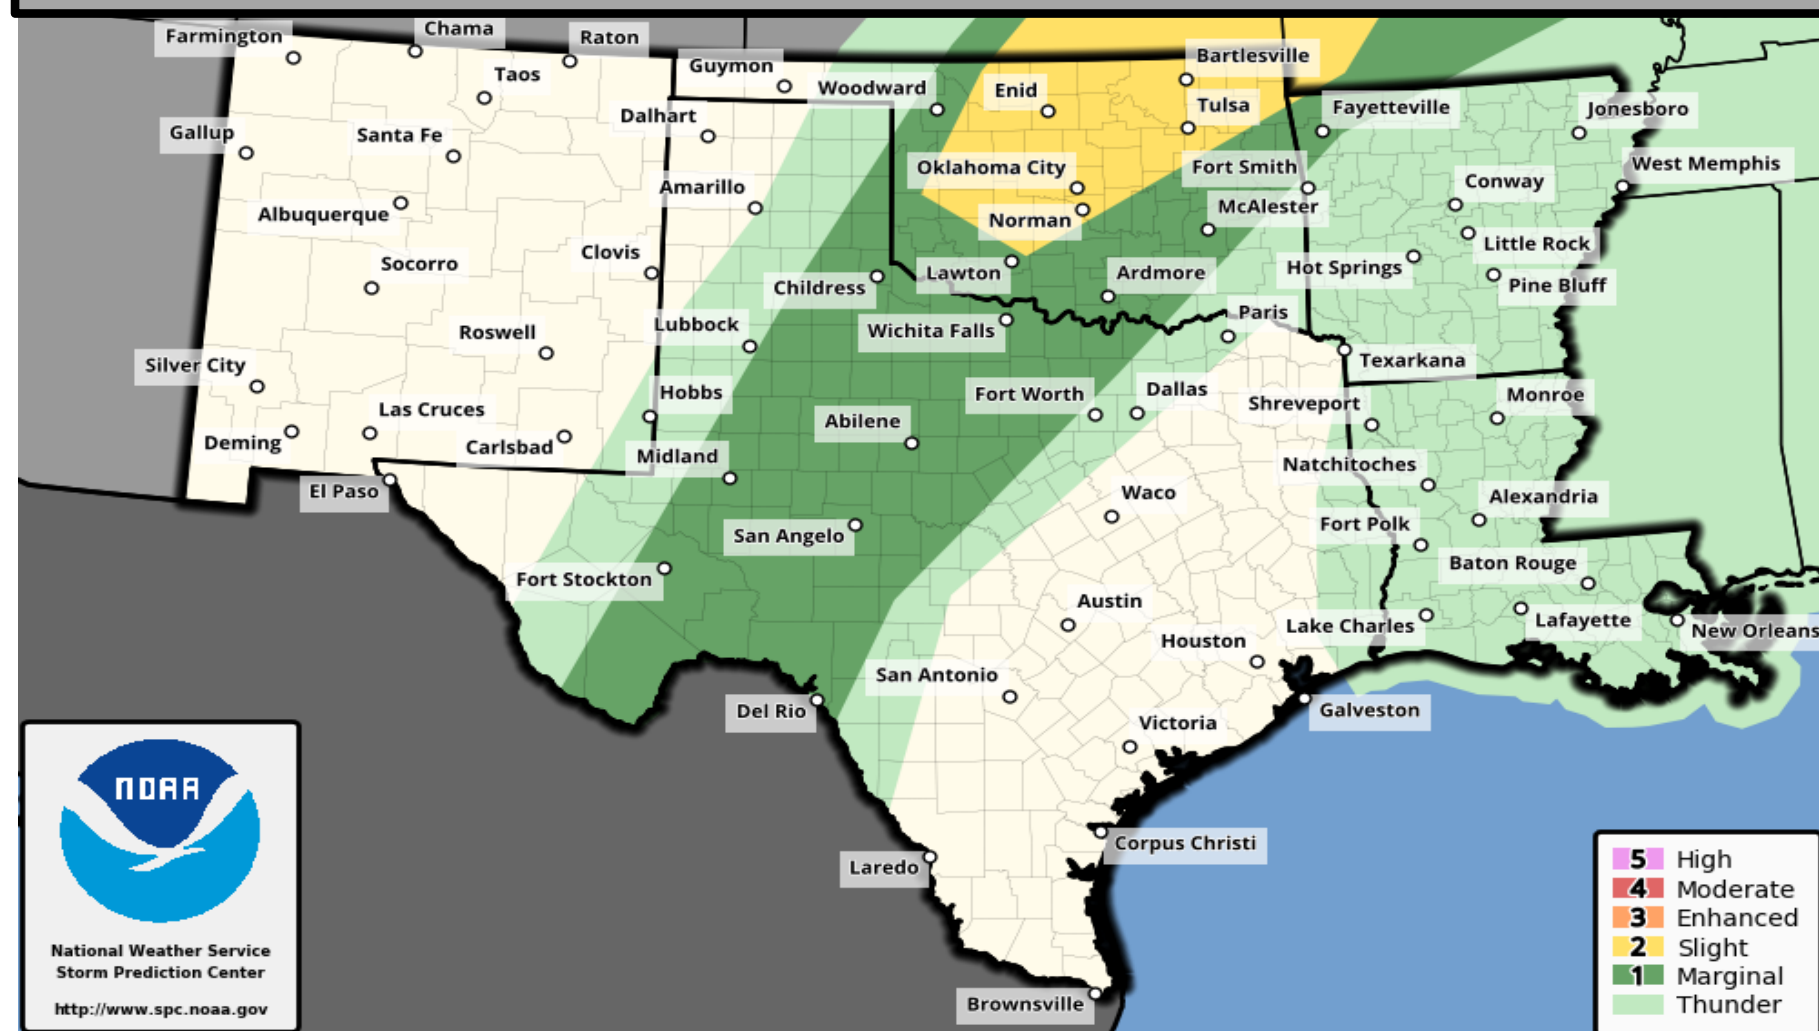 Farmington
Chama
Raton
Taos
Guymon
Woodward
Enid
Bartlesville
Tulsa
Dalhart
Gallup
Santa Fe
Fayetteville
Jonesboro
Oklahoma City
Fort Smith
West Memphis
Amarillo
Conway
Albuquerque
Norman
McAlester
Socorro
Clovis
Little Rock
Childress
Lawton
Ardmore
Hot Springs
Pine Bluff
Roswell
Lubbock
Wichita Falls
Paris
Silver City
Texarkana
Las Cruces
Hobbs
Fort Worth
Dallas
Shreveport
Monroe
Deming
Carlsbad
Midland
Abilene
Natchitoches
El Paso
Waco
Alexandria
San Angelo
Fort Polk
Fort Stockton
Baton Rouge
Austin
Houston
Lake Charles
Lafayette
New Orleans
San Antonio
Del Rio
Victoria
Galveston
Corpus Christi
Laredo
Brownsville
NOAA
National Weather Service
Storm Prediction Center
http://www.spc.noaa.gov
5 High
4 Moderate
3 Enhanced
2 Slight
1 Marginal
Thunder